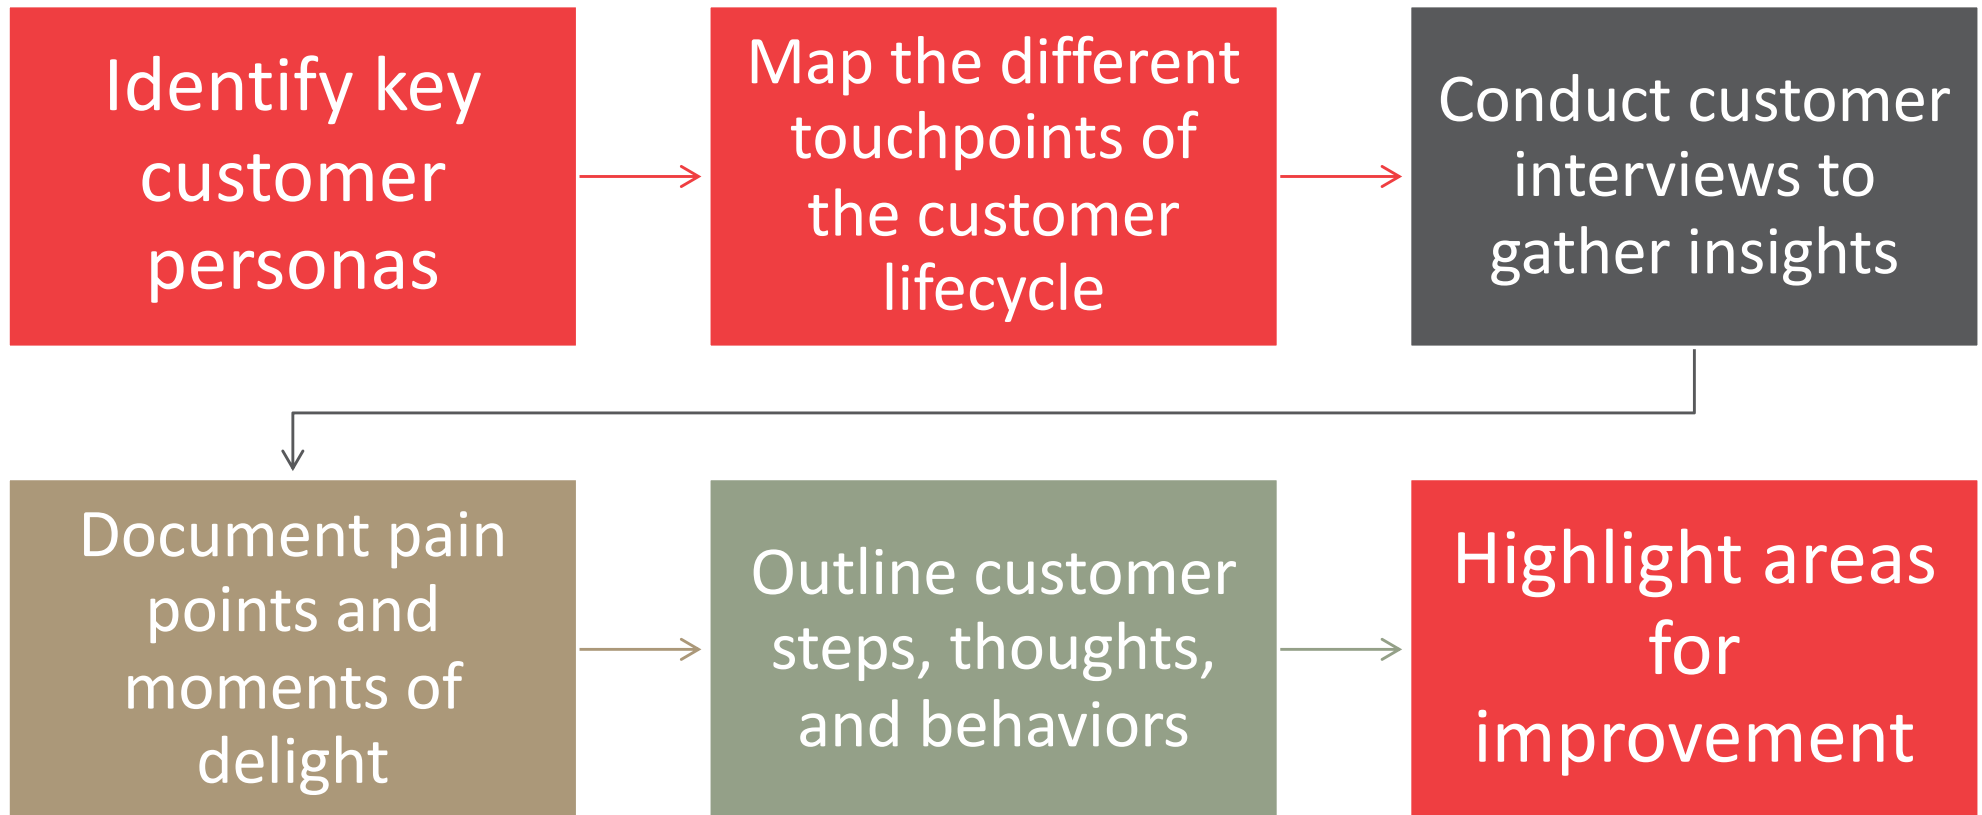 Identify key
customer
personas
Map the different
touchpoints of
the customer
lifecycle
Conduct customer
interviews to
gather insights
Document pain
points and
moments of
delight
Outline customer
steps, thoughts,
and behaviors
Highlight areas
for
improvement